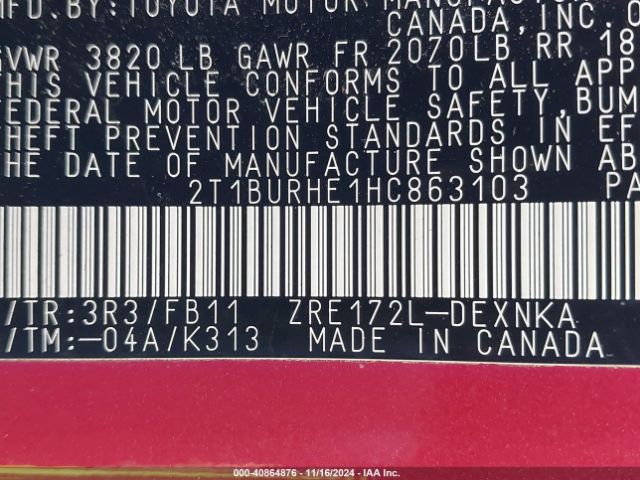 MFD. BY: TOYOTA MOTOR MANUFACTUR
CANADA, INC.
GVWR 3820 LB GAWR FR 2070LB RR 18
THIS VEHICLE CONFORMS TO ALL APP
FEDERAL MOTOR VEHICLE SAFETY, BUM
THEFT PREVENTION STANDARDS IN EF
THE DATE OF MANUFACTURE SHOWN AB
2T1BURHE1HC863103 PA
/TR:3R3/FB11 ZRE172L-DEXNKA
/TM:-04A/K313 MADE IN CANADA
000-40864876 | 11/16/2024 - IAA Inc.